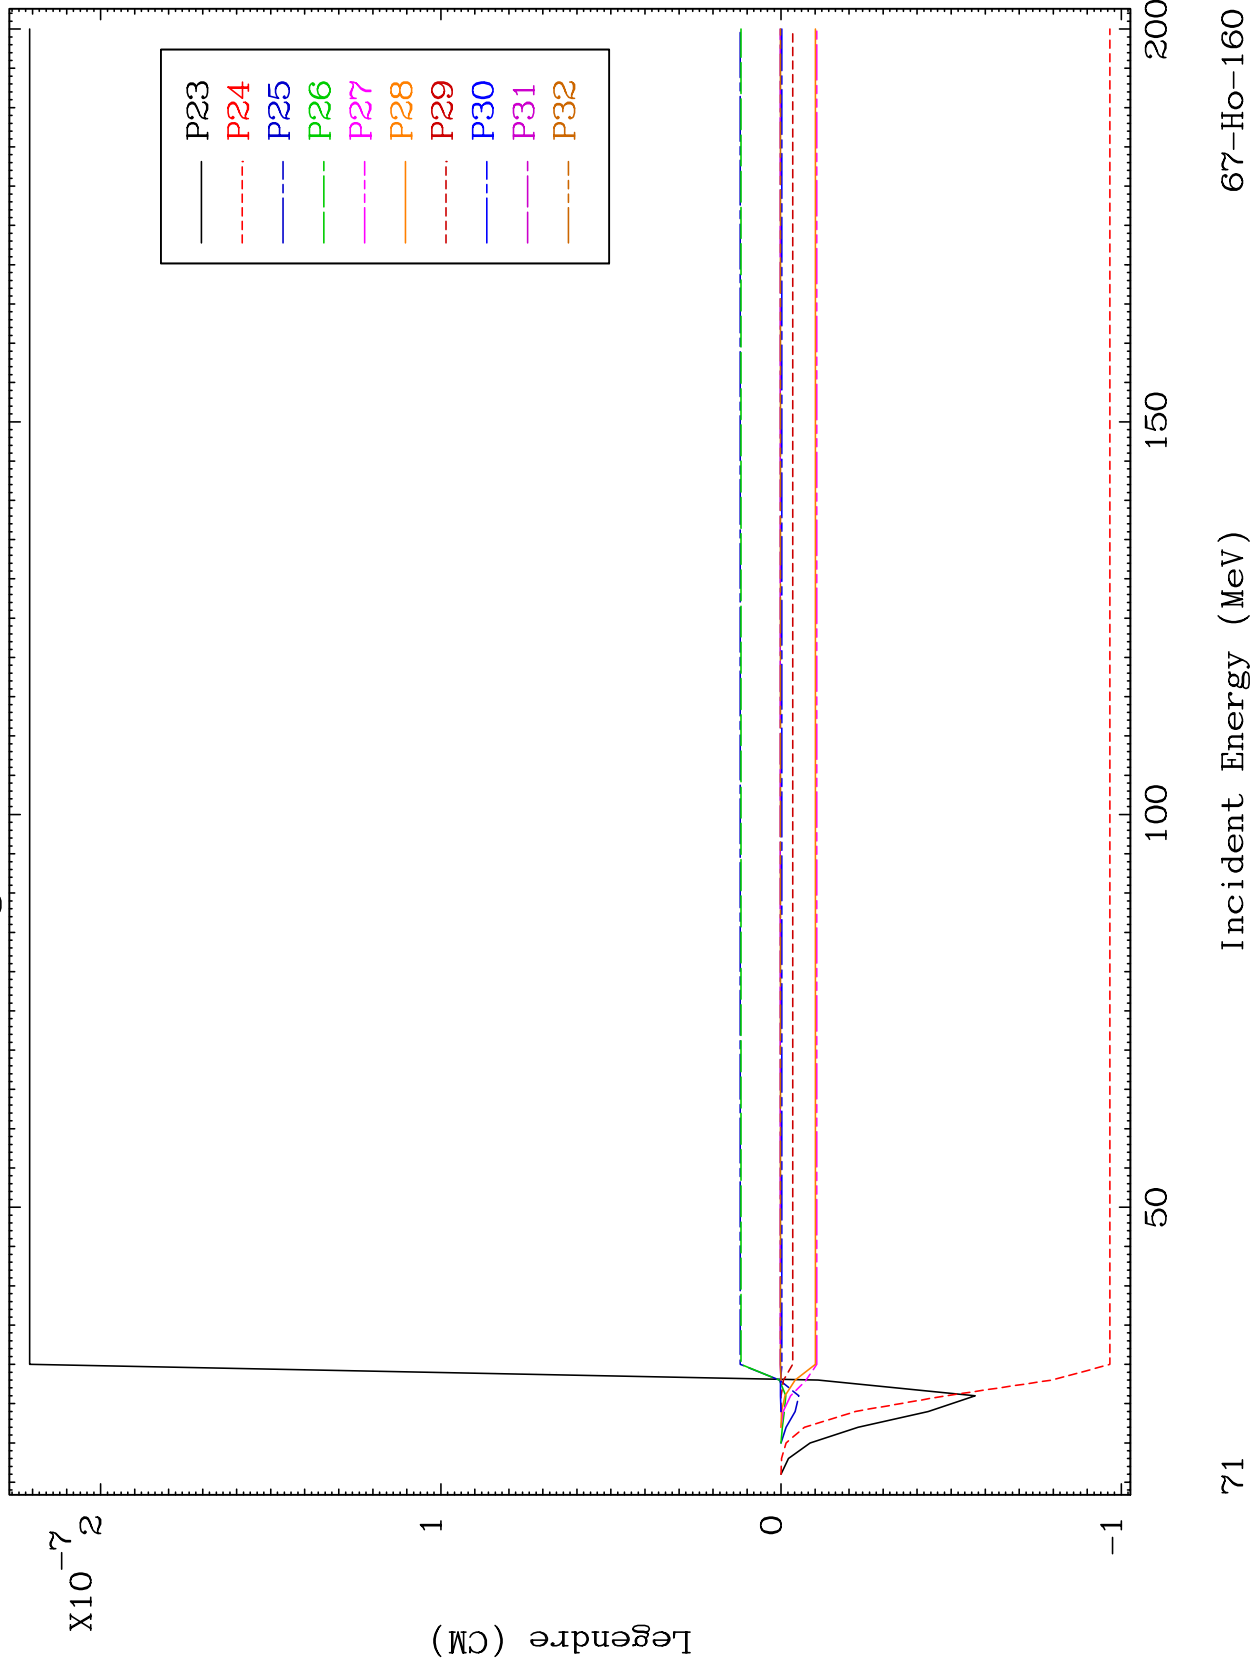 X10-7
2
1
0
-1
Legendre (CM)
P23
P24
P25
P26
P27
P28
P29
P30
P31
P32
50
100
150
200
Incident Energy (MeV)
71
67-Ho-160